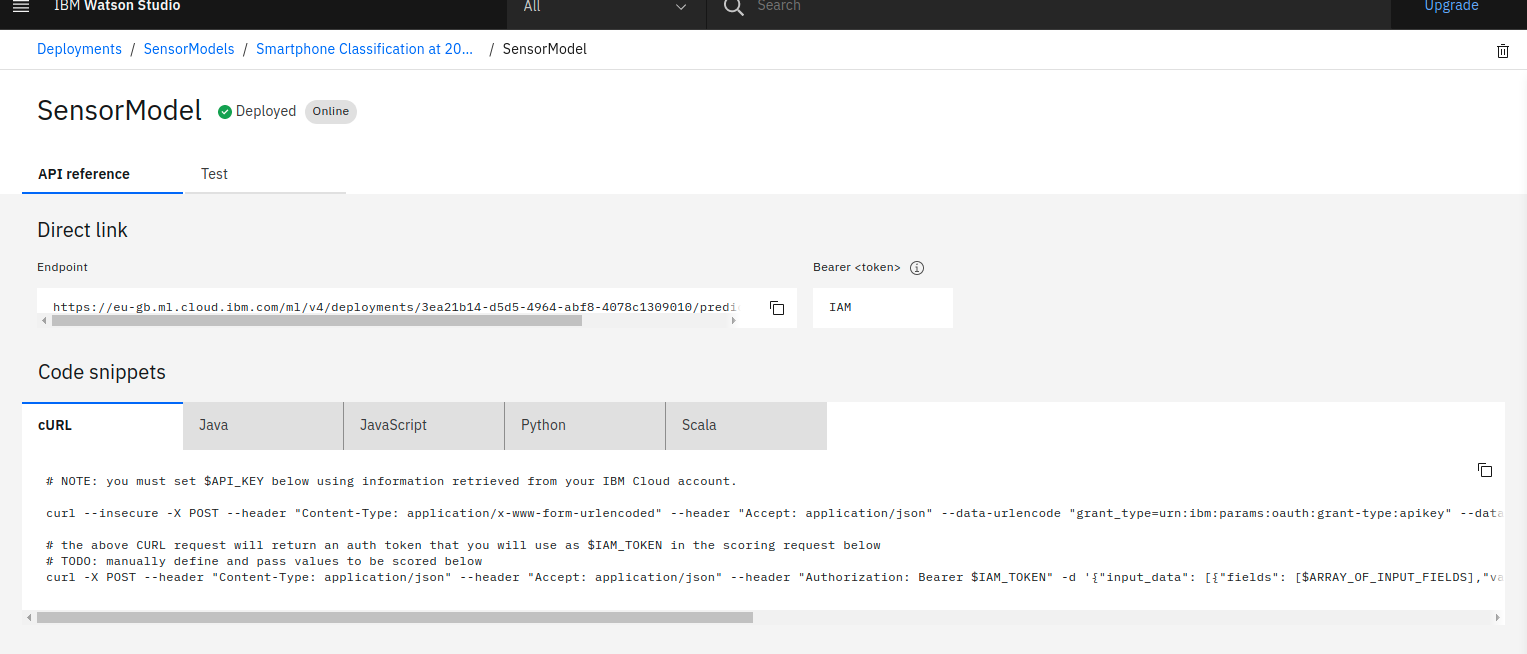 IBM Watson Studio All Search Upgrade
Deployments / SensorModels / Smartphone Classification at 20... / SensorModel
SensorModel Deployed Online
API reference Test
Direct link
Endpoint Bearer <token>
https://eu-gb.ml.cloud.ibm.com/ml/v4/deployments/3ea21b14-d5d5-4964-abf8-4078c1309010/predi IAM
Code snippets
cURL Java JavaScript Python Scala
# NOTE: you must set $API_KEY below using information retrieved from your IBM Cloud account.
curl --insecure -X POST --header "Content-Type: application/x-www-form-urlencoded" --header "Accept: application/json" --data-urlencode "grant_type=urn:ibm:params:oauth:grant-type:apikey" --data
# the above CURL request will return an auth token that you will use as $IAM_TOKEN in the scoring request below
# TODO: manually define and pass values to be scored below
curl -X POST --header "Content-Type: application/json" --header "Accept: application/json" --header "Authorization: Bearer $IAM_TOKEN" -d '{"input_data": [{"fields": [$ARRAY_OF_INPUT_FIELDS],"va